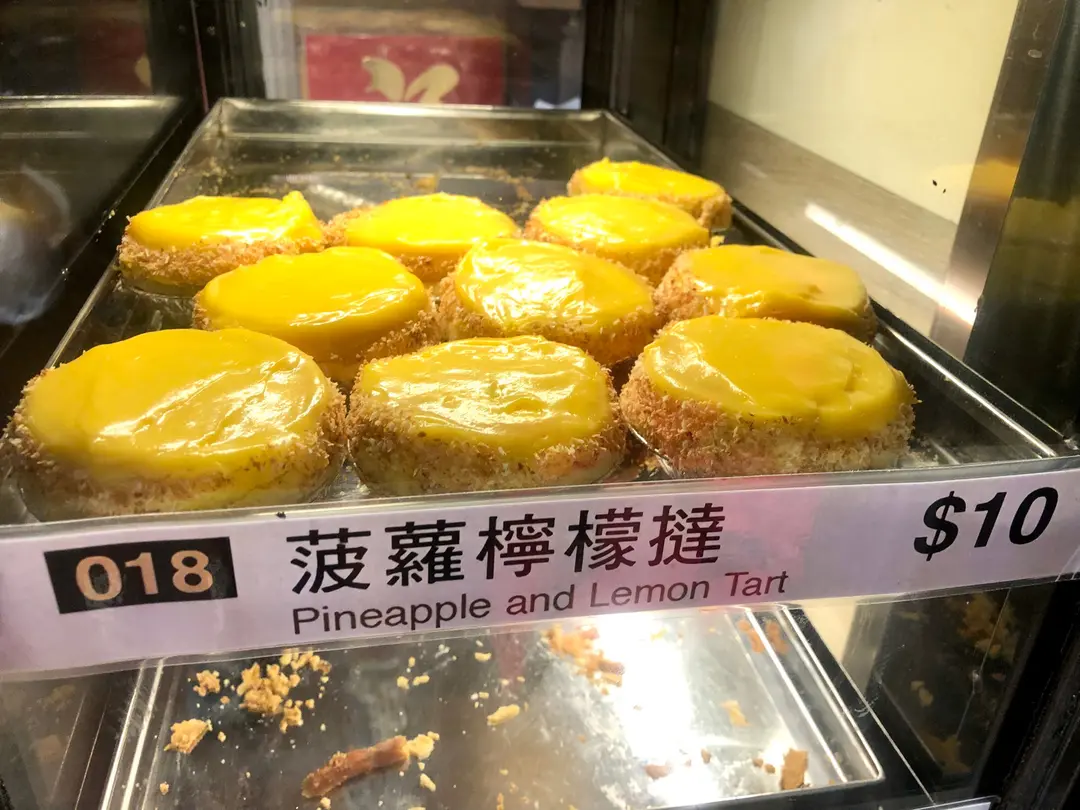 018
菠蘿檸檬撻
$10
Pineapple and Lemon Tart